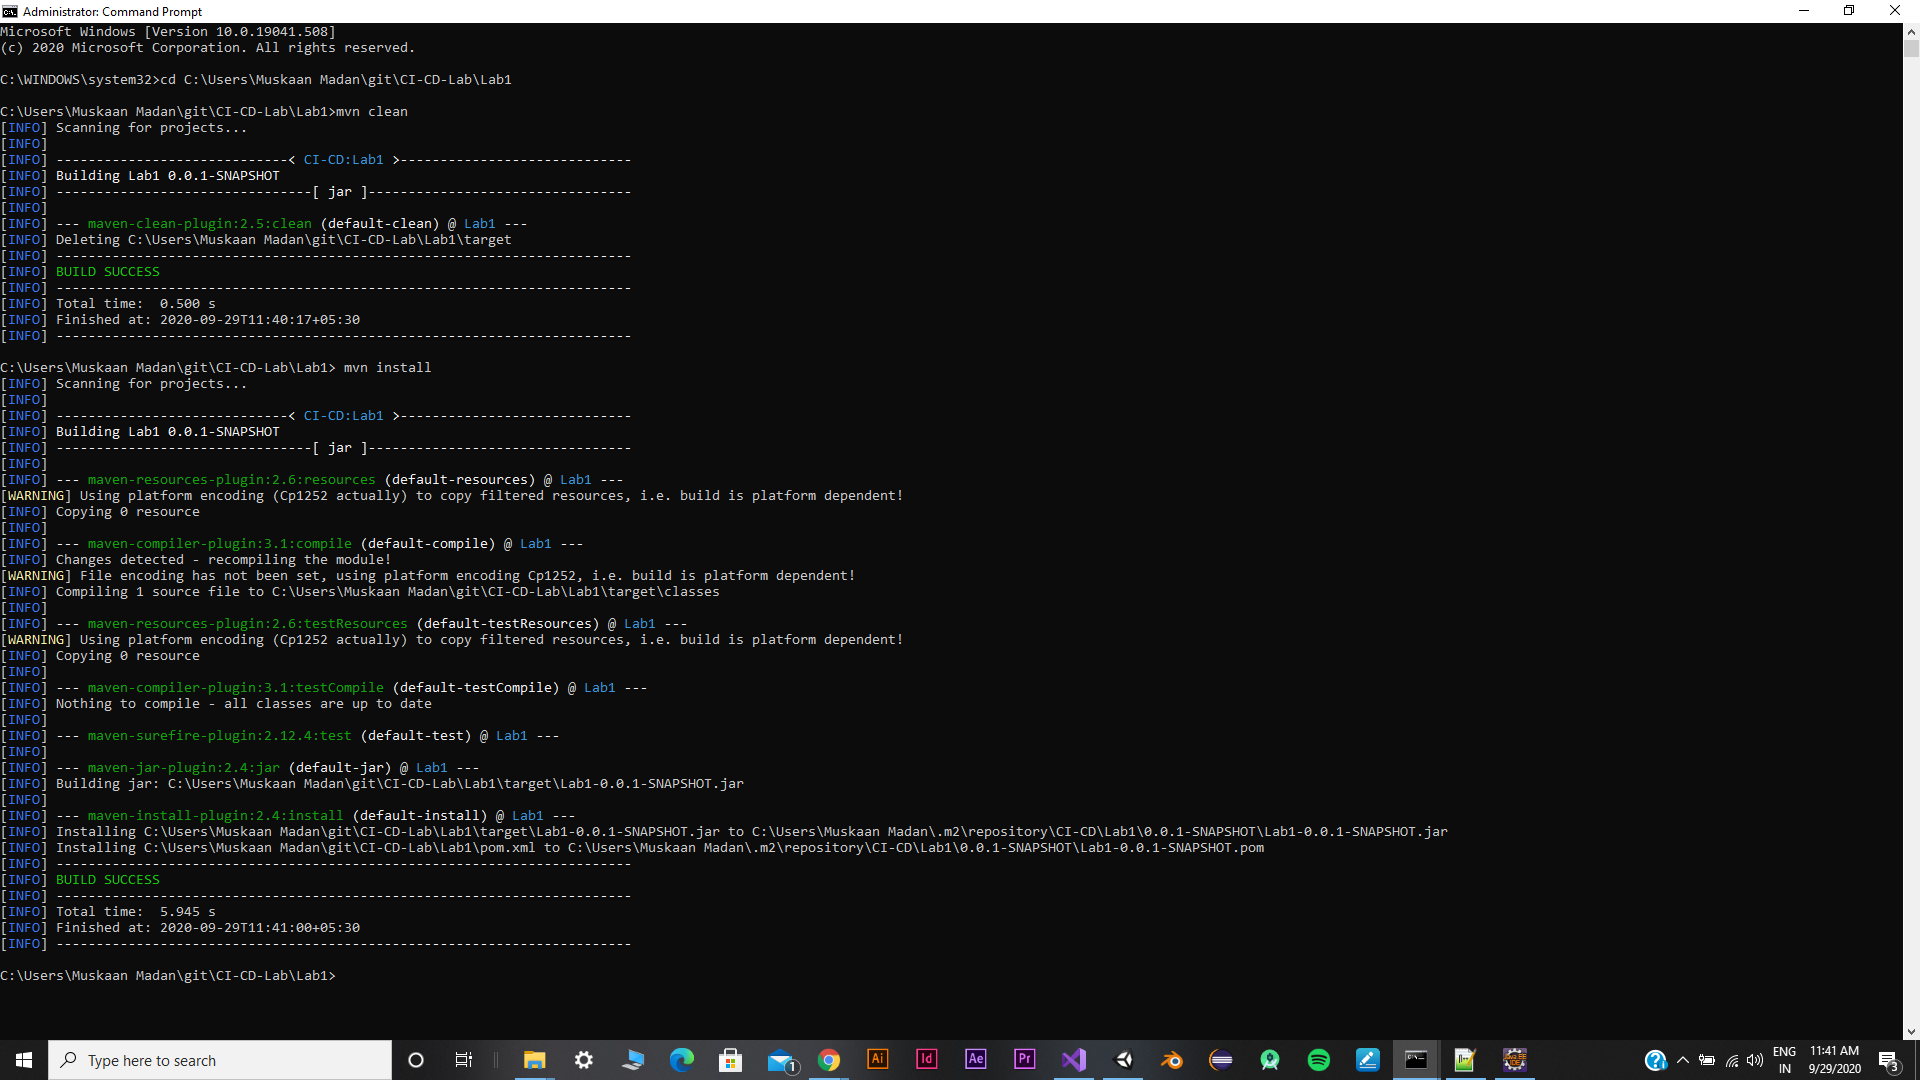 Administrator: Command Prompt
Microsoft Windows [Version 10.0.19041.508]
(c) 2020 Microsoft Corporation. All rights reserved.
C:\WINDOWS\system32>cd C:\Users\Muskaan Madan\git\CI-CD-Lab\Lab1
C:\Users\Muskaan Madan\git\CI-CD-Lab\Lab1>mvn clean
[INFO] Scanning for projects...
[INFO]
[INFO] -----------------------------< CI-CD:Lab1 >-----------------------------
[INFO] Building Lab1 0.0.1-SNAPSHOT
[INFO] --------------------------------[ jar ]---------------------------------
[INFO]
[INFO] --- maven-clean-plugin:2.5:clean (default-clean) @ Lab1 ---
[INFO] Deleting C:\Users\Muskaan Madan\git\CI-CD-Lab\Lab1\target
[INFO] ------------------------------------------------------------------------
[INFO] BUILD SUCCESS
[INFO] ------------------------------------------------------------------------
[INFO] Total time:  0.500 s
[INFO] Finished at: 2020-09-29T11:40:17+05:30
[INFO] ------------------------------------------------------------------------
C:\Users\Muskaan Madan\git\CI-CD-Lab\Lab1> mvn install
[INFO] Scanning for projects...
[INFO]
[INFO] -----------------------------< CI-CD:Lab1 >-----------------------------
[INFO] Building Lab1 0.0.1-SNAPSHOT
[INFO] --------------------------------[ jar ]---------------------------------
[INFO]
[INFO] --- maven-resources-plugin:2.6:resources (default-resources) @ Lab1 ---
[WARNING] Using platform encoding (Cp1252 actually) to copy filtered resources, i.e. build is platform dependent!
[INFO] Copying 0 resource
[INFO]
[INFO] --- maven-compiler-plugin:3.1:compile (default-compile) @ Lab1 ---
[INFO] Changes detected - recompiling the module!
[WARNING] File encoding has not been set, using platform encoding Cp1252, i.e. build is platform dependent!
[INFO] Compiling 1 source file to C:\Users\Muskaan Madan\git\CI-CD-Lab\Lab1\target\classes
[INFO]
[INFO] --- maven-resources-plugin:2.6:testResources (default-testResources) @ Lab1 ---
[WARNING] Using platform encoding (Cp1252 actually) to copy filtered resources, i.e. build is platform dependent!
[INFO] Copying 0 resource
[INFO]
[INFO] --- maven-compiler-plugin:3.1:testCompile (default-testCompile) @ Lab1 ---
[INFO] Nothing to compile - all classes are up to date
[INFO]
[INFO] --- maven-surefire-plugin:2.12.4:test (default-test) @ Lab1 ---
[INFO]
[INFO] --- maven-jar-plugin:2.4:jar (default-jar) @ Lab1 ---
[INFO] Building jar: C:\Users\Muskaan Madan\git\CI-CD-Lab\Lab1\target\Lab1-0.0.1-SNAPSHOT.jar
[INFO]
[INFO] --- maven-install-plugin:2.4:install (default-install) @ Lab1 ---
[INFO] Installing C:\Users\Muskaan Madan\git\CI-CD-Lab\Lab1\target\Lab1-0.0.1-SNAPSHOT.jar to C:\Users\Muskaan Madan\.m2\repository\CI-CD\Lab1\0.0.1-SNAPSHOT\Lab1-0.0.1-SNAPSHOT.jar
[INFO] Installing C:\Users\Muskaan Madan\git\CI-CD-Lab\Lab1\pom.xml to C:\Users\Muskaan Madan\.m2\repository\CI-CD\Lab1\0.0.1-SNAPSHOT\Lab1-0.0.1-SNAPSHOT.pom
[INFO] ------------------------------------------------------------------------
[INFO] BUILD SUCCESS
[INFO] ------------------------------------------------------------------------
[INFO] Total time:  5.945 s
[INFO] Finished at: 2020-09-29T11:41:00+05:30
[INFO] ------------------------------------------------------------------------
C:\Users\Muskaan Madan\git\CI-CD-Lab\Lab1>
Type here to search
1
Ai
Id
Ae
Pr
ENG
IN
11:41 AM
9/29/2020
3